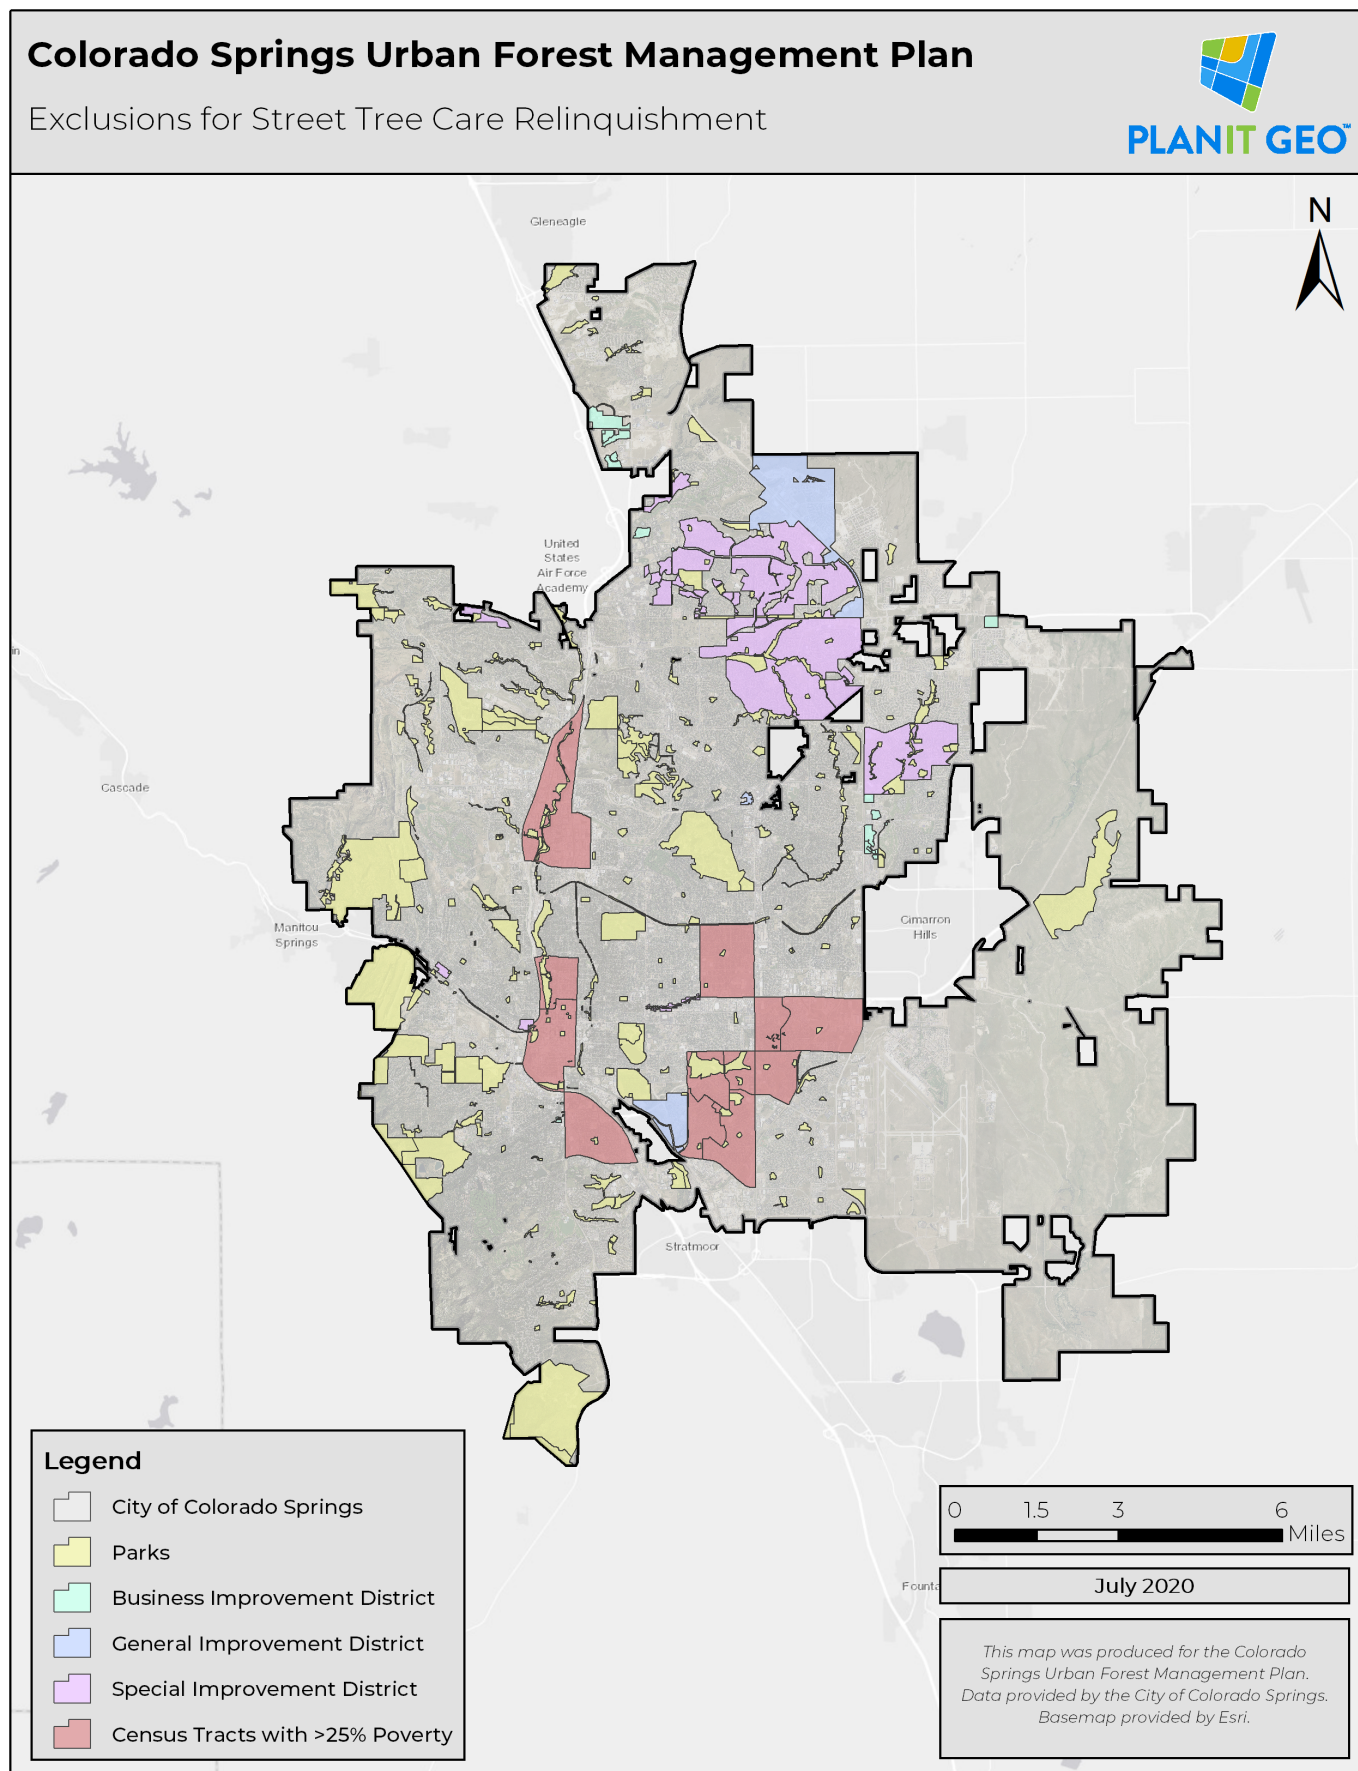 Colorado Springs Urban Forest Management Plan
Exclusions for Street Tree Care Relinquishment
PLANIT GEO™
N
Gleneagle
United
States
Air Force
Academy
in
Cascade
Manitou
Springs
Cimarron
Hills
Stratmoor
Legend
City of Colorado Springs
Parks
Business Improvement District
General Improvement District
Special Improvement District
Census Tracts with >25% Poverty
0 1.5 3 6
Miles
Founta
July 2020
This map was produced for the Colorado
Springs Urban Forest Management Plan.
Data provided by the City of Colorado Springs.
Basemap provided by Esri.